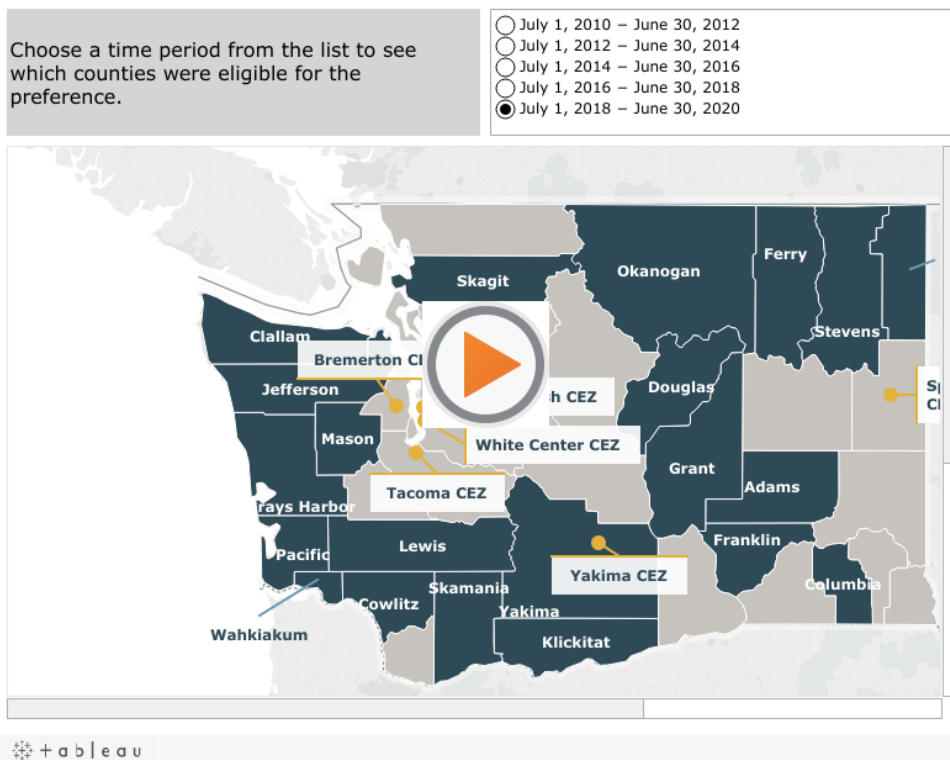 Choose a time period from the list to see
which counties were eligible for the
preference.
July 1, 2010 − June 30, 2012
July 1, 2012 − June 30, 2014
July 1, 2014 − June 30, 2016
July 1, 2016 − June 30, 2018
July 1, 2018 − June 30, 2020
Okanogan
Ferry
Skagit
Stevens
Clallam
Bremerton
Jefferson
Douglas
CEZ
Mason
White Center CEZ
Grant
Tacoma CEZ
Adams
rays Harbor
Franklin
Lewis
Pacific
Yakima CEZ
Columbia
Skamania
Cowlitz
Yakima
Wahkiakum
Klickitat
+ableau